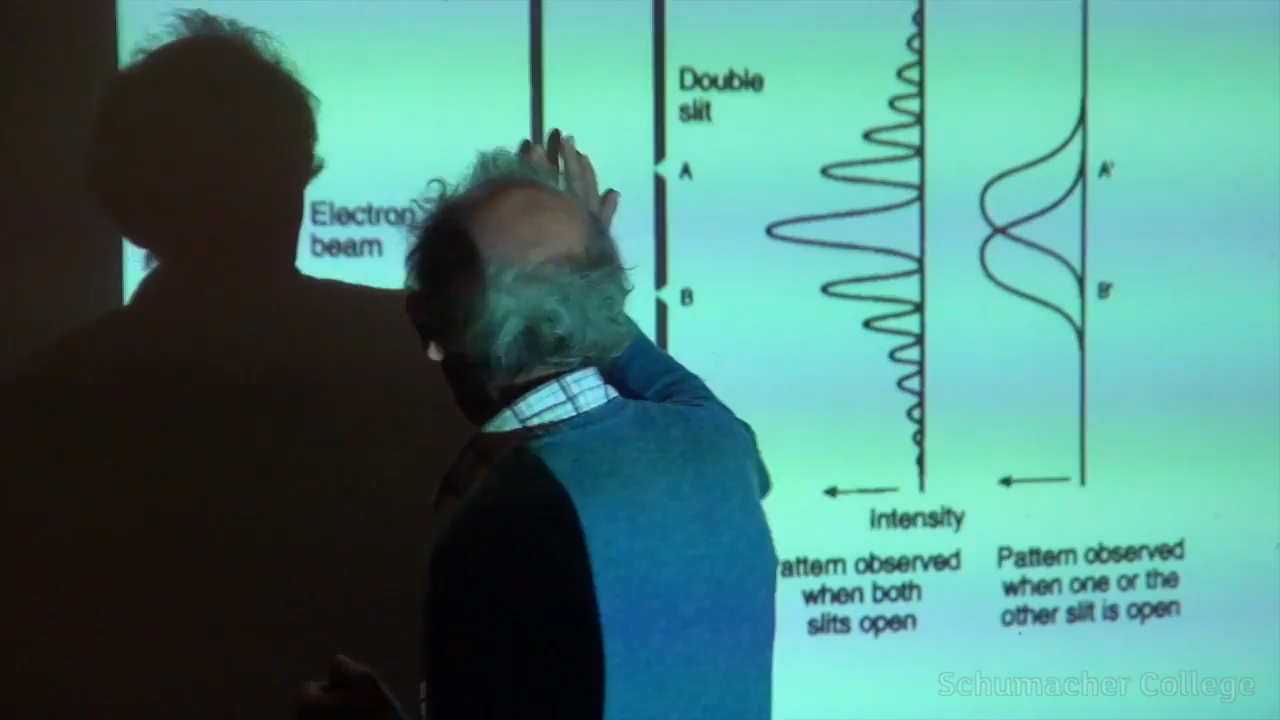 Double
slit
A
A'
Electron
beam
B
B'
Intensity
attern observed
when both
slits open
Pattern observed
when one or the
other slit is open
Schumacher College